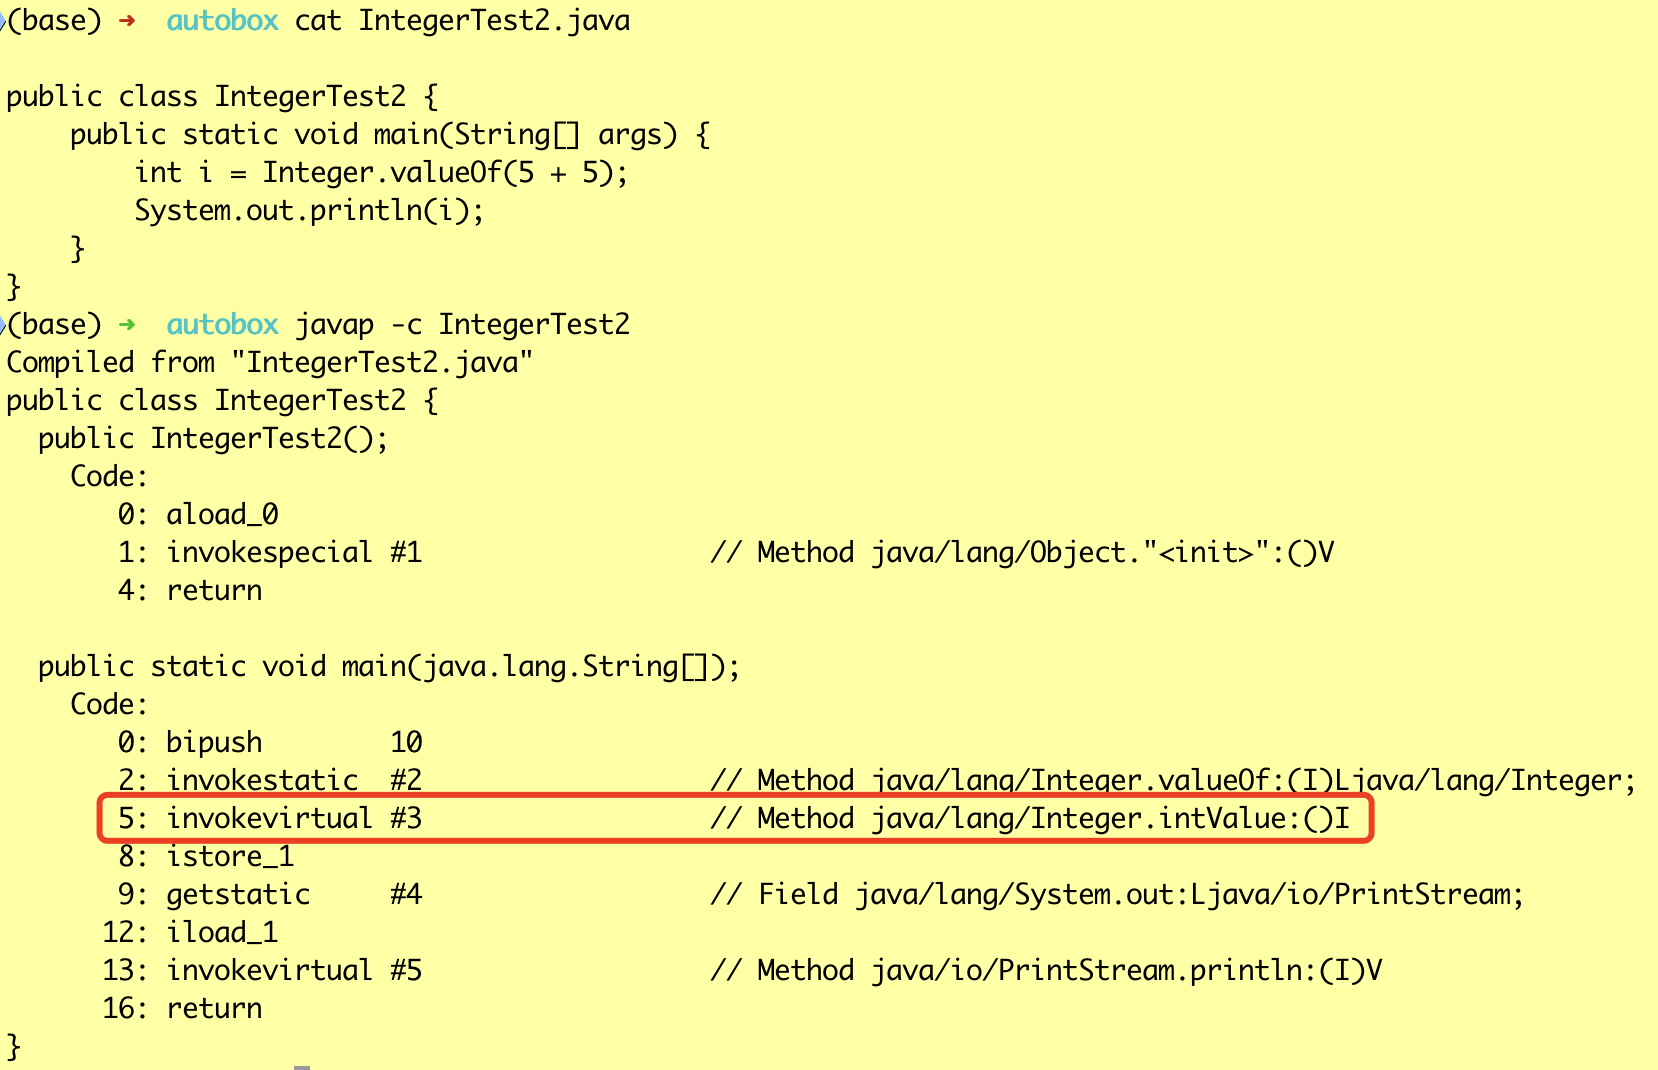 (base) ➜  autobox cat IntegerTest2.java
public class IntegerTest2 {
    public static void main(String[] args) {
        int i = Integer.valueOf(5 + 5);
        System.out.println(i);
    }
}
(base) ➜  autobox javap -c IntegerTest2
Compiled from "IntegerTest2.java"
public class IntegerTest2 {
  public IntegerTest2();
    Code:
       0: aload_0
       1: invokespecial #1                  // Method java/lang/Object."<init>":()V
       4: return
  public static void main(java.lang.String[]);
    Code:
       0: bipush        10
       2: invokestatic  #2                  // Method java/lang/Integer.valueOf:(I)Ljava/lang/Integer;
       5: invokevirtual #3                  // Method java/lang/Integer.intValue:()I
       8: istore_1
       9: getstatic     #4                  // Field java/lang/System.out:Ljava/io/PrintStream;
      12: iload_1
      13: invokevirtual #5                  // Method java/io/PrintStream.println:(I)V
      16: return
}